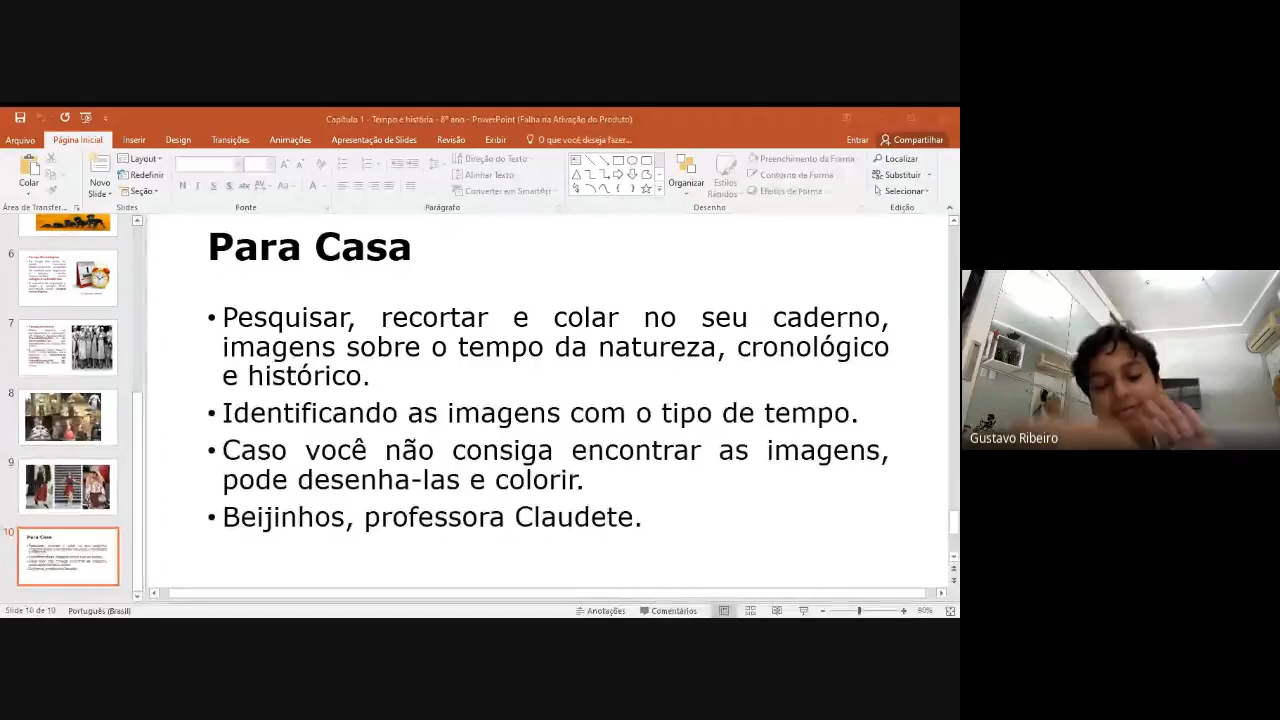 Capítulo 1 - Tempo e história - 6º ano - PowerPoint (Falha na Ativação do Produto)
Arquivo Página Inicial Inserir Design Transições Animações Apresentação de Slides Revisão Exibir O que você deseja fazer... Entrar Compartilhar
Colar
Novo Slide
Layout
Redefinir
Seção
N I S S abc AV Aa A
Direção do Texto
Alinhar Texto
Converter em SmartArt
Organizar
Estilos Rápidos
Preenchimento da Forma
Contorno da Forma
Efeitos de Forma
Localizar
Substituir
Selecionar
Área de Transfer... Slides Fonte Parágrafo Desenho Edição
6
7
8
9
10
Para Casa
Para Casa
• Pesquisar, recortar e colar no seu caderno,
imagens sobre o tempo da natureza, cronológico
e histórico.
• Identificando as imagens com o tipo de tempo.
• Caso você não consiga encontrar as imagens,
pode desenha-las e colorir.
• Beijinhos, professora Claudete.
Gustavo Ribeiro
Slide 10 de 10 Português (Brasil) Anotações Comentários 90%